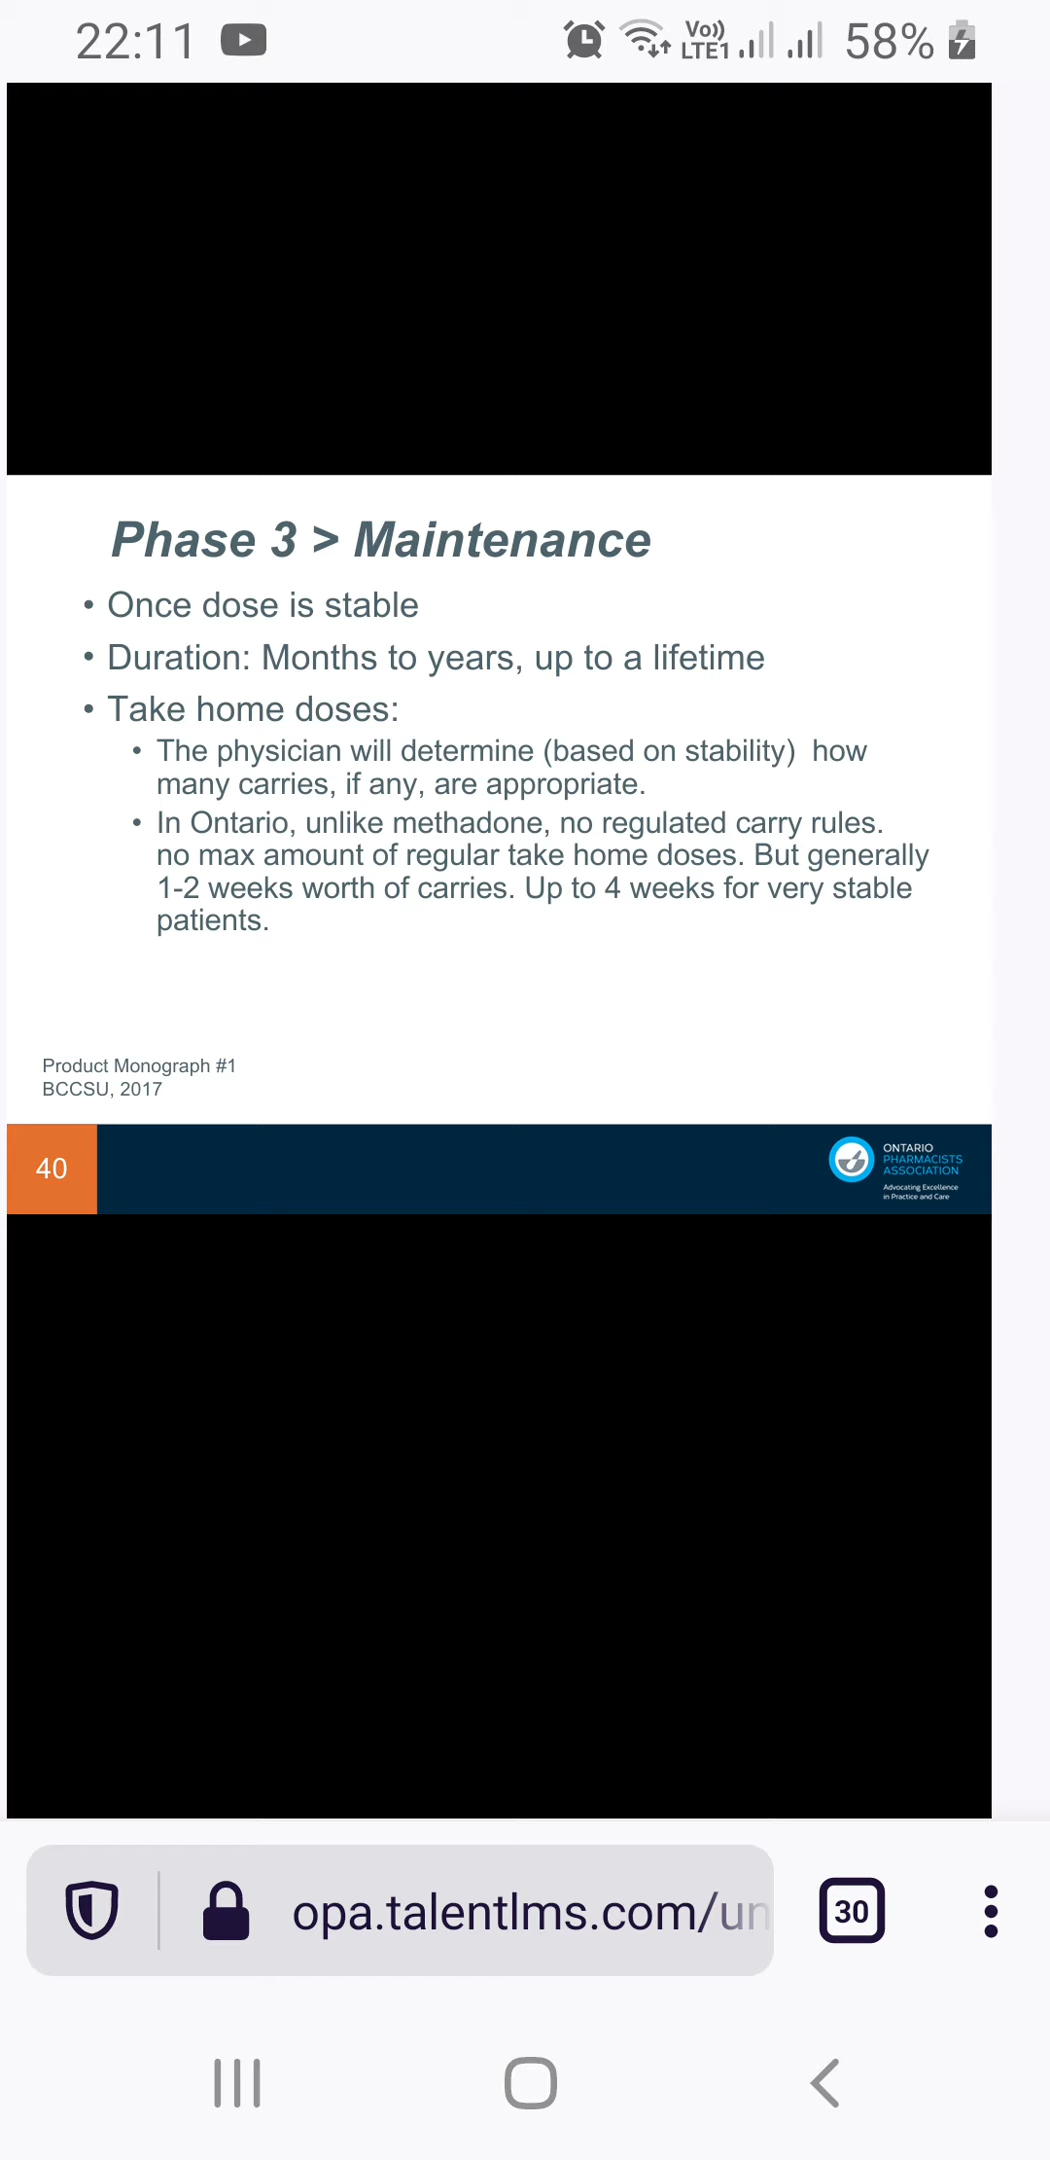 22:11 Vo)) LTE1 58%
Phase 3 > Maintenance
• Once dose is stable
• Duration: Months to years, up to a lifetime
• Take home doses:
• The physician will determine (based on stability)  how
many carries, if any, are appropriate.
• In Ontario, unlike methadone, no regulated carry rules.
no max amount of regular take home doses. But generally
1-2 weeks worth of carries. Up to 4 weeks for very stable
patients.
Product Monograph #1
BCCSU, 2017
40
ONTARIO
PHARMACISTS
ASSOCIATION
Advocating Excellence
in Practice and Care
opa.talentlms.com/un
30